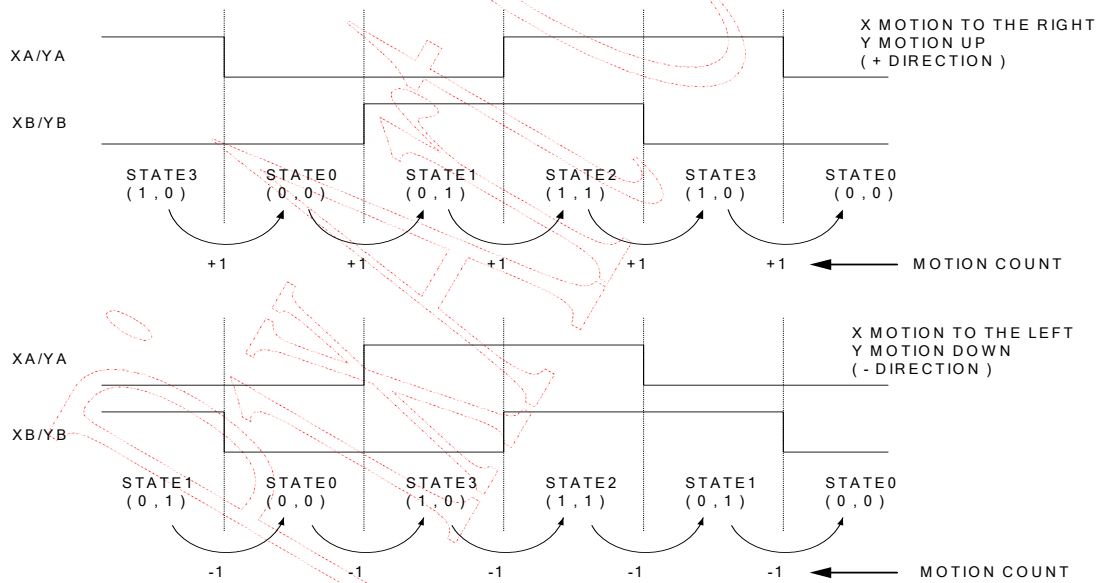 X MOTION TO THE RIGHT
Y MOTION UP
(+ DIRECTION)
XA/YA
XB/YB
STATE3 STATE0 STATE1 STATE2 STATE3 STATE0
(1,0) (0,0) (0,1) (1,1) (1,0) (0,0)
+1 +1 +1 +1 +1 MOTION COUNT
X MOTION TO THE LEFT
Y MOTION DOWN
(- DIRECTION)
XA/YA
XB/YB
STATE1 STATE0 STATE3 STATE2 STATE1 STATE0
(0,1) (0,0) (1,0) (1,1) (0,1) (0,0)
-1 -1 -1 -1 -1 MOTION COUNT